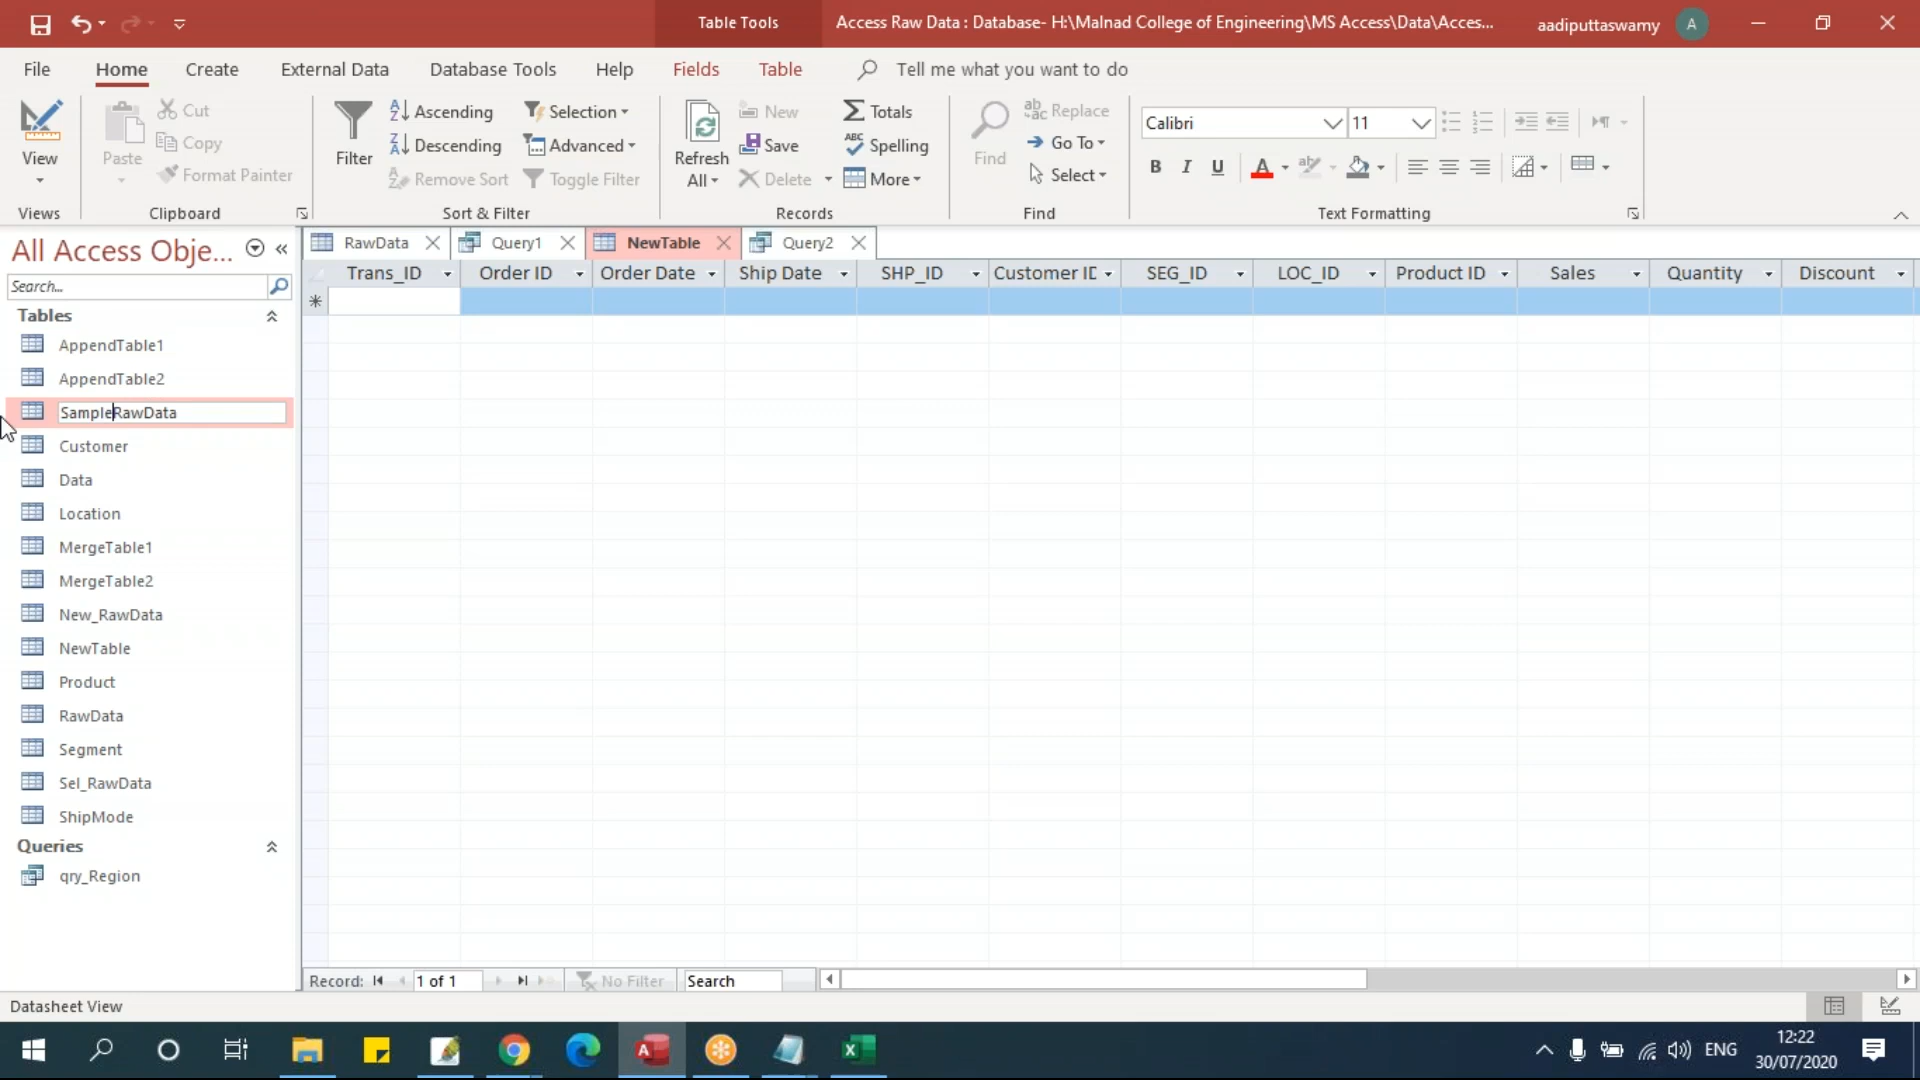 Table Tools
Access Raw Data : Database- H:\Malnad College of Engineering\MS Access\Data\Acces...
aadiputtaswamy
A
File
Home
Create
External Data
Database Tools
Help
Fields
Table
Tell me what you want to do
View
Paste
Cut
Copy
Format Painter
Filter
Ascending
Descending
Remove Sort
Selection
Advanced
Toggle Filter
Refresh
All
New
Save
Delete
Totals
Spelling
More
Find
Replace
Go To
Select
Calibri
11
B I U
Views
Clipboard
Sort & Filter
Records
Find
Text Formatting
All Access Obje...
Search...
Tables
AppendTable1
AppendTable2
SampleRawData
Customer
Data
Location
MergeTable1
MergeTable2
New_RawData
NewTable
Product
RawData
Segment
Sel_RawData
ShipMode
Queries
qry_Region
RawData
Query1
NewTable
Query2
Trans_ID
Order ID
Order Date
Ship Date
SHP_ID
Customer ID
SEG_ID
LOC_ID
Product ID
Sales
Quantity
Discount
Record:
1 of 1
No Filter
Search
Datasheet View
ENG
12:22
30/07/2020